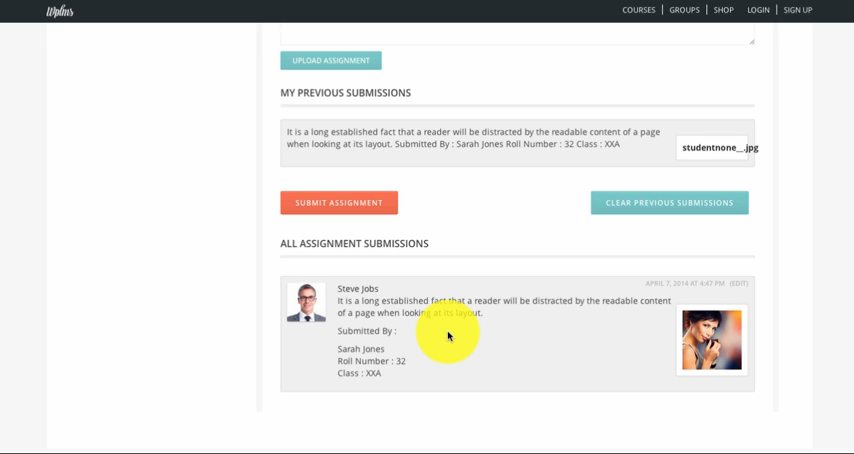 Wplms
COURSES | GROUPS | SHOP LOGIN | SIGN UP
UPLOAD ASSIGNMENT
MY PREVIOUS SUBMISSIONS
It is a long established fact that a reader will be distracted by the readable content of a page
when looking at its layout. Submitted By : Sarah Jones Roll Number : 32 Class : XXA
studentnone__.jpg
SUBMIT ASSIGNMENT
CLEAR PREVIOUS SUBMISSIONS
ALL ASSIGNMENT SUBMISSIONS
APRIL 7, 2014 AT 4:47 PM (EDIT)
Steve Jobs
It is a long established fact that a reader will be distracted by the readable content
of a page when looking at its layout.
Submitted By :
Sarah Jones
Roll Number : 32
Class : XXA